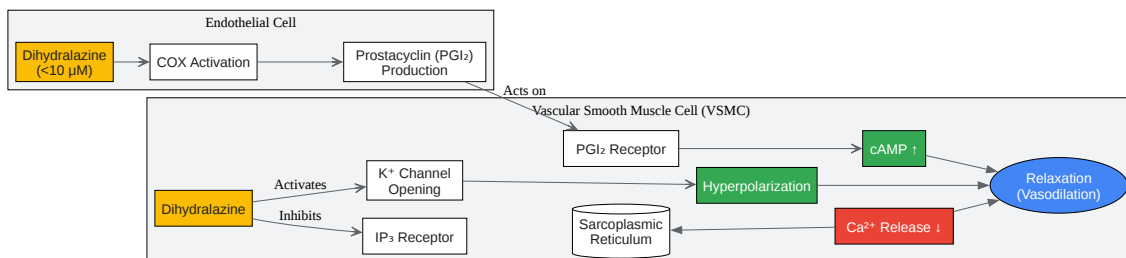 Endothelial Cell
Dihydralazine
(<10 μM)
COX Activation
Prostacyclin (PGI₂)
Production
Acts on
Vascular Smooth Muscle Cell (VSMC)
PGI₂ Receptor
cAMP ↑
K⁺ Channel
Opening
Activates
Hyperpolarization
Relaxation
(Vasodilation)
Dihydralazine
Inhibits
IP₃ Receptor
Sarcoplasmic
Reticulum
Ca²⁺ Release ↓